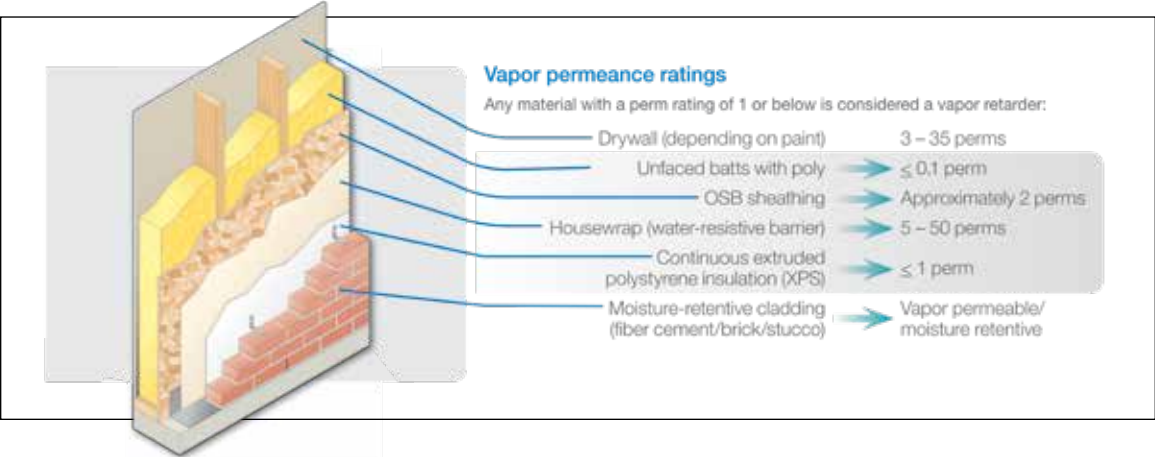 Vapor permeance ratings
Any material with a perm rating of 1 or below is considered a vapor retarder:
Drywall (depending on paint) 3 – 35 perms
Unfaced batts with poly ≤ 0.1 perm
OSB sheathing Approximately 2 perms
Housewrap (water-resistive barrier) 5 – 50 perms
Continuous extruded
polystyrene insulation (XPS) ≤ 1 perm
Moisture-retentive cladding Vapor permeable/
(fiber cement/brick/stucco) moisture retentive